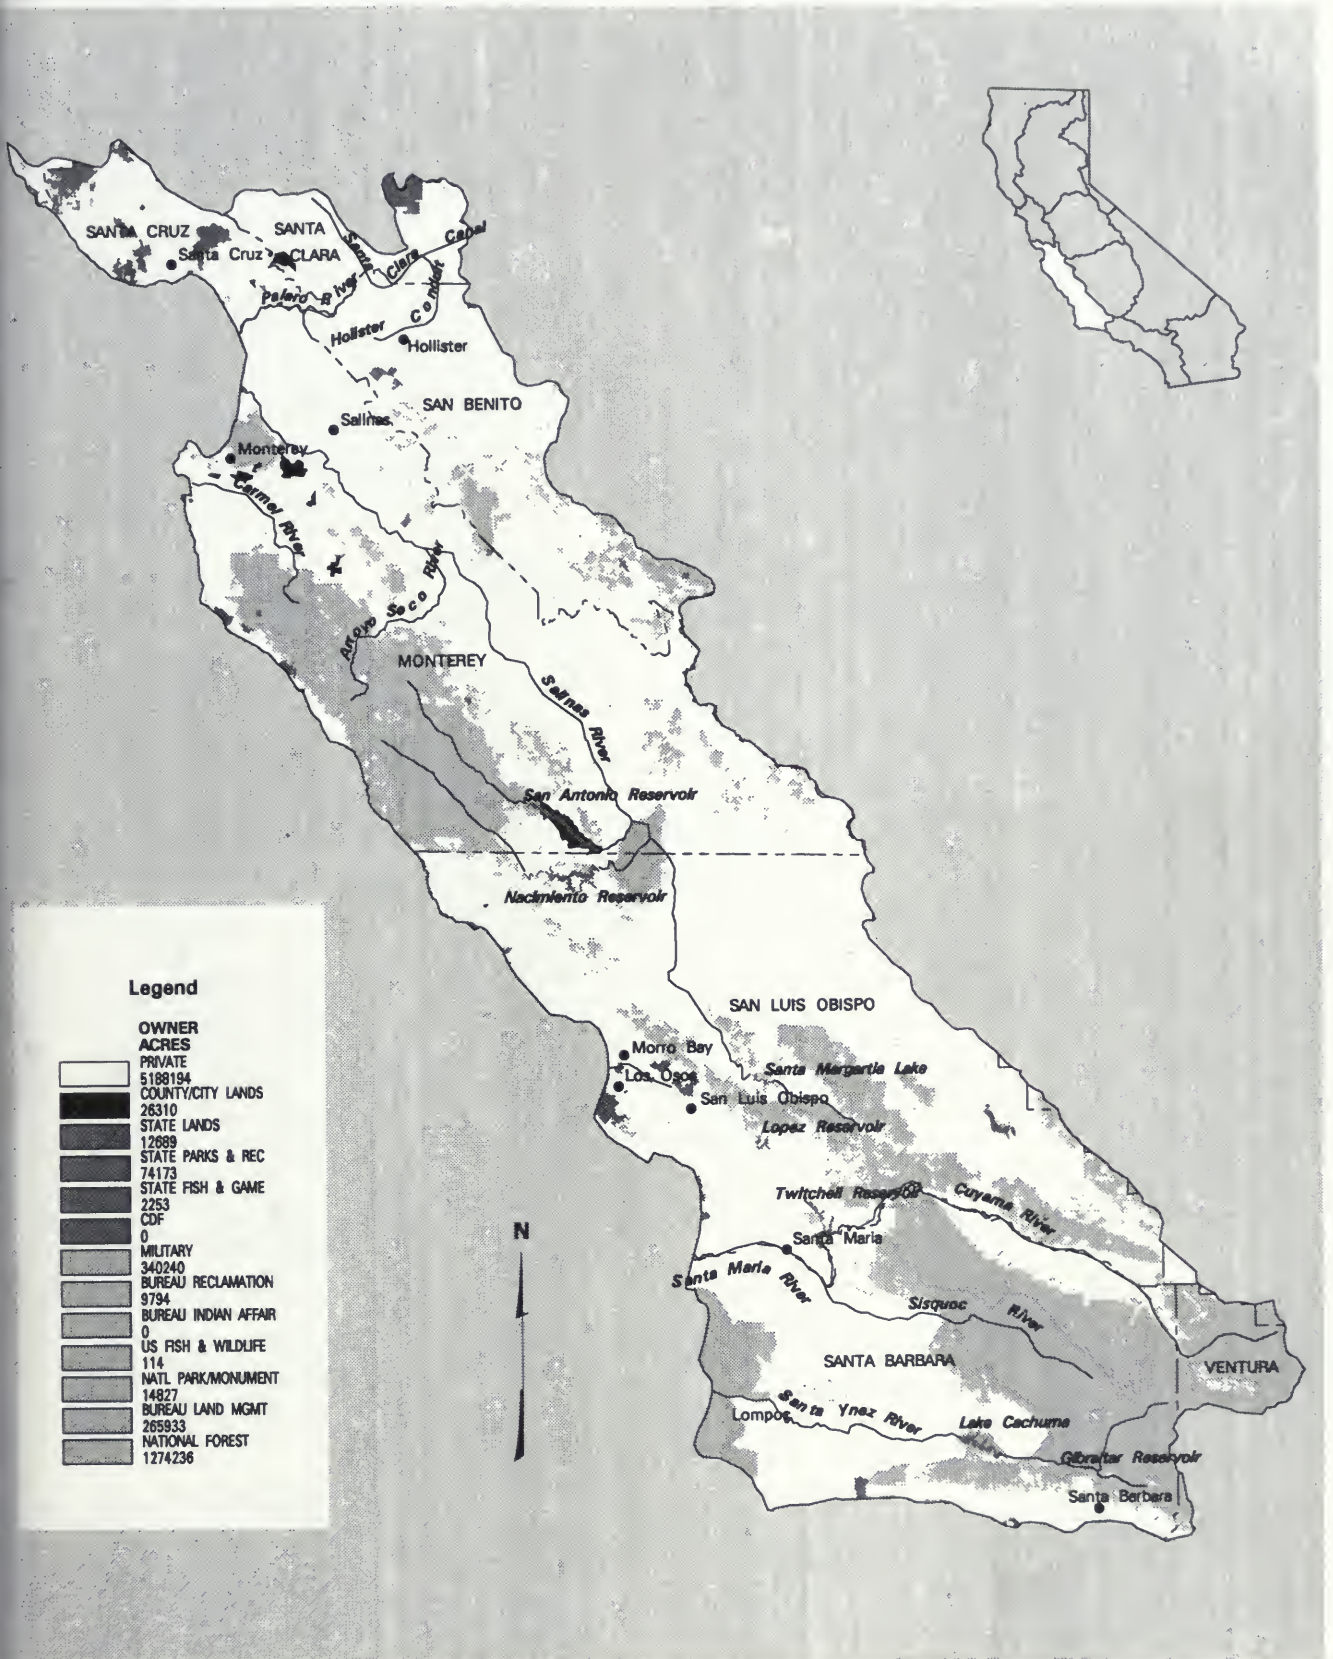 SANTA CRUZ
Santa Cruz
SANTA
CLARA
Santa Clara Canal
Pajaro River
Hollister Conduit
Hollister
SAN BENITO
Salinas
Monterey
Carmel River
Arroyo Seco River
MONTEREY
Salinas River
San Antonio Reservoir
Nacimiento Reservoir
SAN LUIS OBISPO
Morro Bay
Los Osos
San Luis Obispo
Santa Margartia Lake
Lopez Reservoir
Twitchell Reservoir
Cuyama River
Santa Maria
Santa Maria River
Sisquoc River
SANTA BARBARA
VENTURA
Lompoc
Santa Ynez River
Lake Cachuma
Gibraltar Reservoir
Santa Barbara
N
Legend
OWNER
ACRES
PRIVATE
5188194
COUNTY/CITY LANDS
26310
STATE LANDS
12689
STATE PARKS & REC
74173
STATE FISH & GAME
2253
CDF
0
MILITARY
340240
BUREAU RECLAMATION
9794
BUREAU INDIAN AFFAIR
0
US FISH & WILDLIFE
114
NATL PARK/MONUMENT
14827
BUREAU LAND MGMT
265933
NATIONAL FOREST
1274236